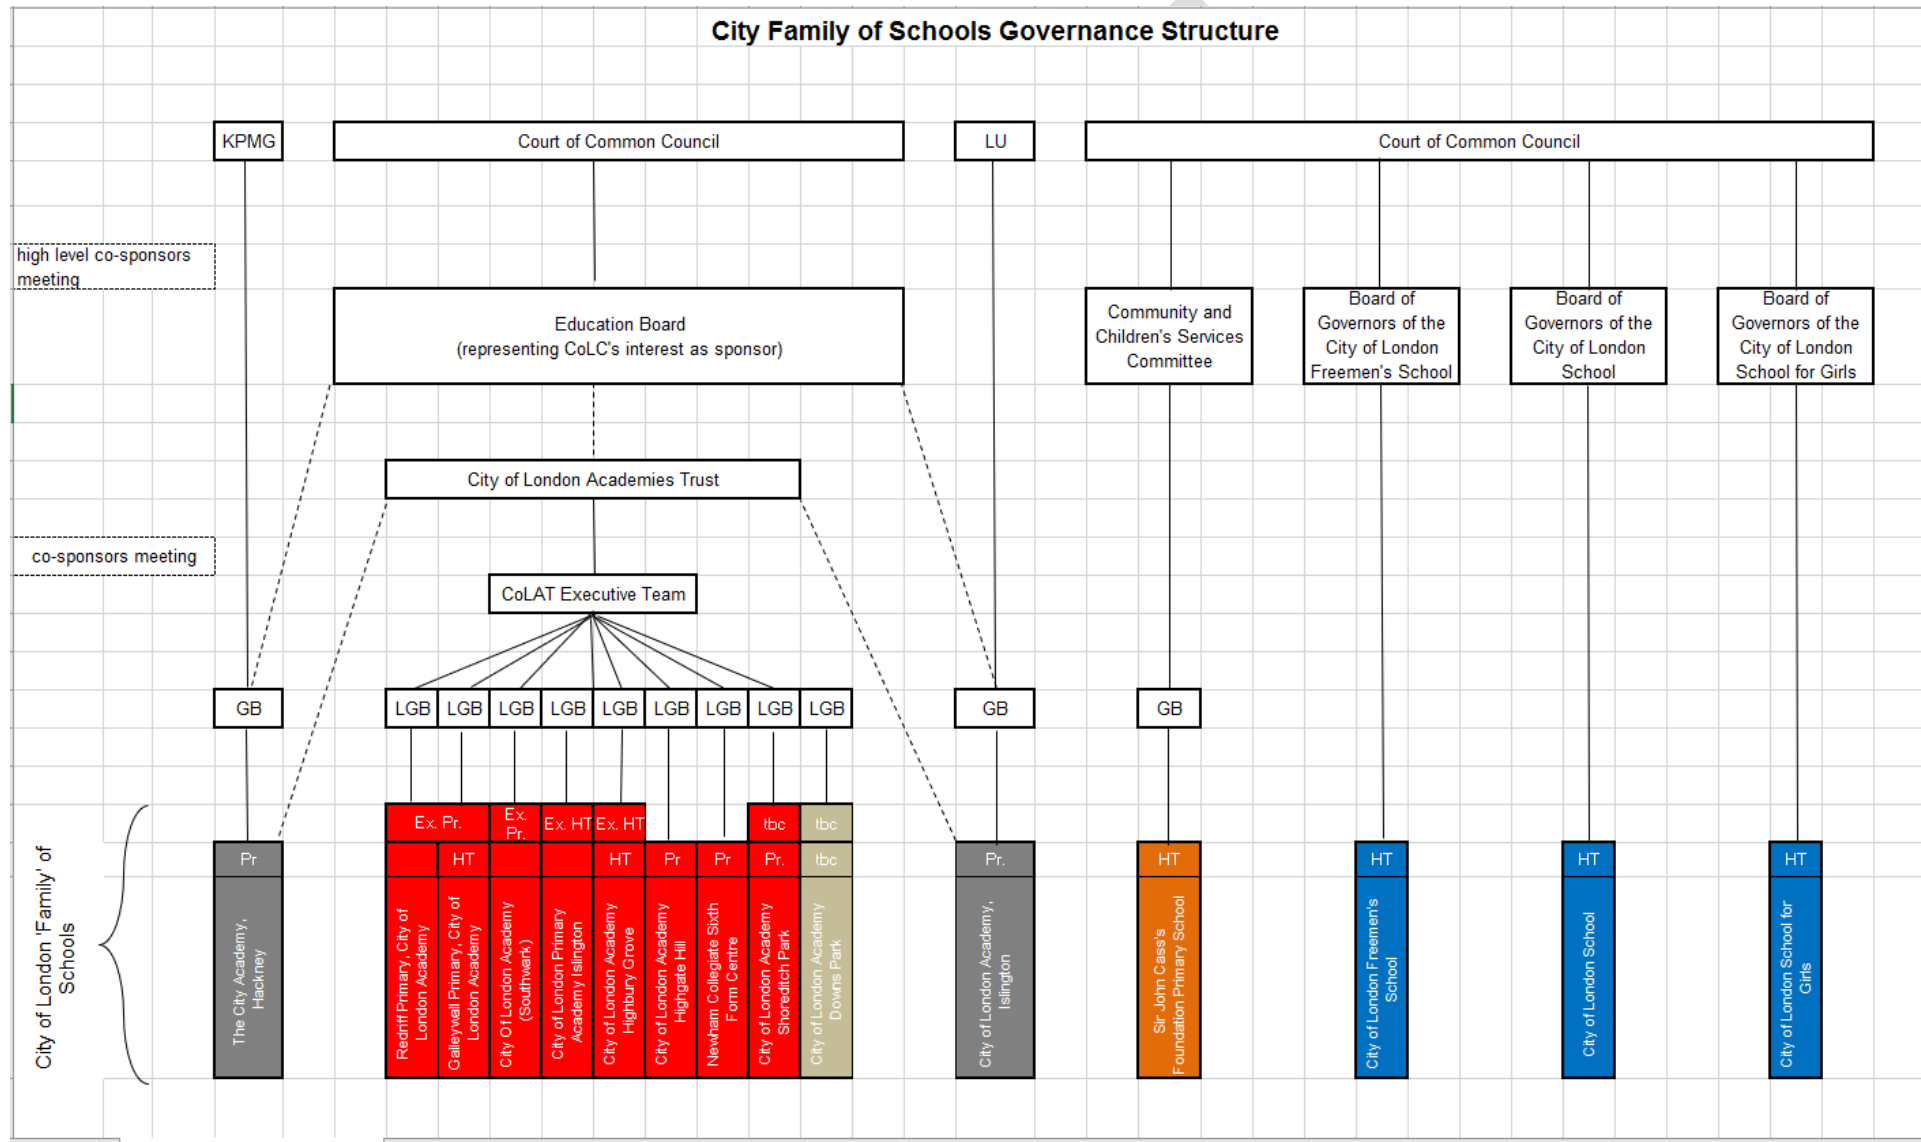 City Family of Schools Governance Structure
KPMG
Court of Common Council
LU
Court of Common Council
high level co-sponsors
meeting
Education Board
(representing CoLC's interest as sponsor)
Community and
Children's Services
Committee
Board of
Governors of the
City of London
Freemen's School
Board of
Governors of the
City of London
School
Board of
Governors of the
City of London
School for Girls
City of London Academies Trust
co-sponsors meeting
CoLAT Executive Team
GB
LGB
LGB
LGB
LGB
LGB
LGB
LGB
LGB
LGB
GB
GB
Ex. Pr.
Ex.
Pr.
Ex. HT
Ex. HT
tbc
tbc
Pr
HT
HT
Pr
Pr
Pr.
tbc
Pr.
HT
HT
HT
HT
City of London 'Family' of
Schools
The City Academy,
Hackney
Redriff Primary, City of
London Academy
Galleywall Primary, City of
London Academy
City Of London Academy
(Southwark)
City of London Primary
Academy Islington
City of London Academy
Highbury Grove
City of London Academy
Highgate Hill
Newham Collegiate Sixth
Form Centre
City of London Academy
Shoreditch Park
City of London Academy
Downs Park
City of London Academy,
Islington
Sir John Cass's
Foundation Primary School
City of London Freemen's
School
City of London School
City of London School for
Girls